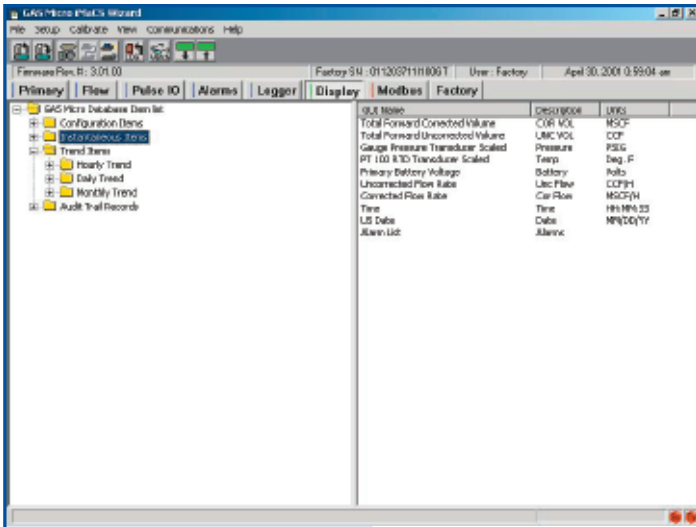 GAS Micro iMaCS Wizard
File Setup Calibrate View Communications Help
Firmware Rev. #: 3.01.00 Factory SN : User : Factory April 30, 2001 am
Primary Flow Pulse IO Alarms Logger Display Modbus Factory
GAS Micro Database Item list
Configuration Items
Instantaneous Items
Trend Items
Hourly Trend
Daily Trend
Monthly Trend
Audit Trail Records
GUI Name Description Units
Total Forward Corrected Volume COR VOL MSCF
Total Forward Uncorrected Volume UNC VOL CCF
Gauge Pressure Transducer Scaled Pressure PSIG
PT 100 RTD Transducer Scaled Temp Deg. F
Primary Battery Voltage Battery Volts
Uncorrected Flow Rate Unc Flow CCF/H
Corrected Flow Rate Cor Flow MSCF/H
Time Time HH:MM:SS
US Date Date MM/DD/YY
Alarm List Alarms